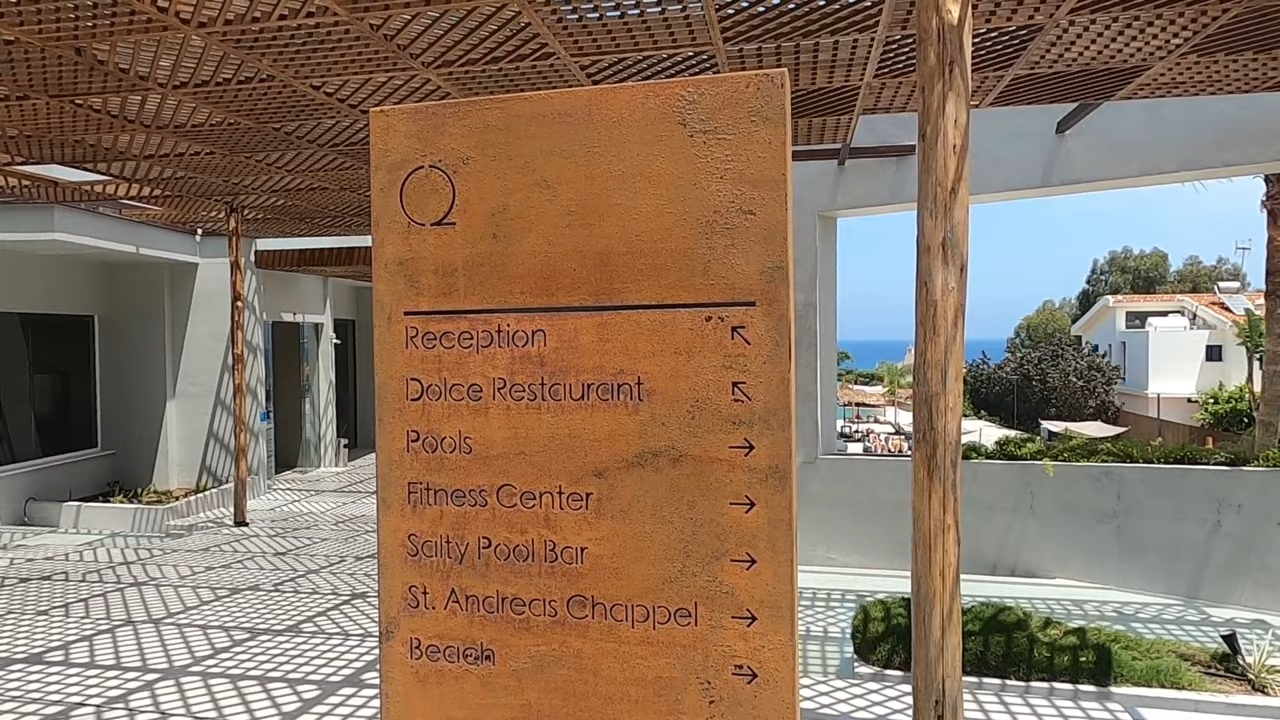 Q
Reception ↖
Dolce Restaurant ↖
Pools →
Fitness Center →
Salty Pool Bar →
St. Andreas Chappel →
Beach →